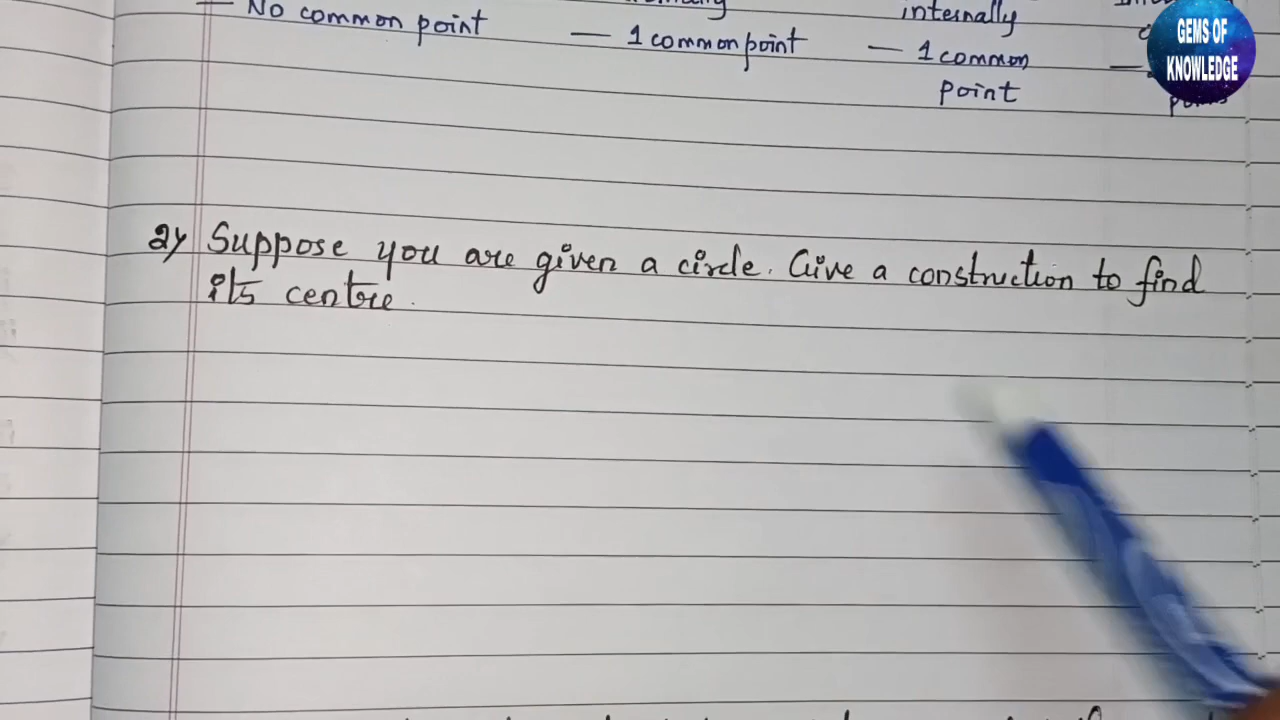 — No common point
— 1 common point
internally
— 1 common
point
—
GEMS OF
KNOWLEDGE
2) Suppose you are given a circle. Give a construction to find
its centre.